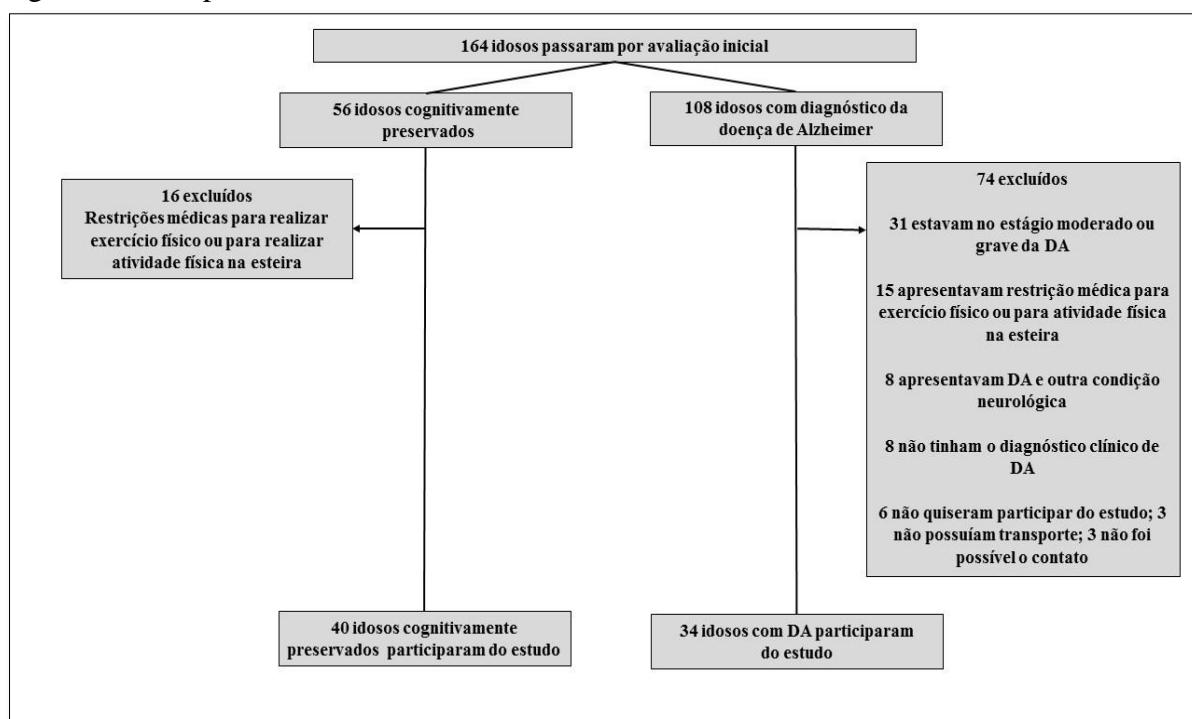 164 idosos passaram por avaliação inicial
56 idosos cognitivamente
preservados
108 idosos com diagnóstico da
doença de Alzheimer
16 excluídos
Restrições médicas para realizar
exercício físico ou para realizar
atividade física na esteira
74 excluídos
31 estavam no estágio moderado ou
grave da DA
15 apresentavam restrição médica para
exercício físico ou para atividade física
na esteira
8 apresentavam DA e outra condição
neurológica
8 não tinham o diagnóstico clínico de
DA
6 não quiseram participar do estudo; 3
não possuíam transporte; 3 não foi
possível o contato
40 idosos cognitivamente
preservados participaram do estudo
34 idosos com DA participaram
do estudo